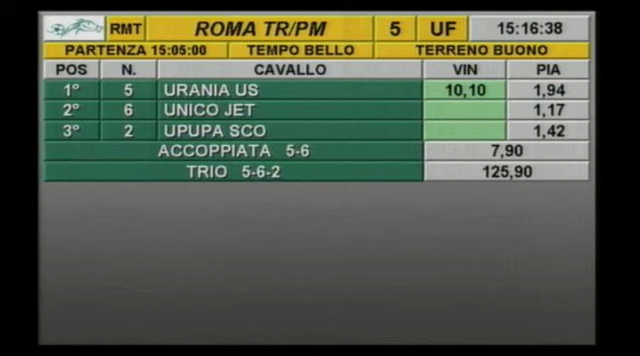 RMT ROMA TR/PM 5 UF 15:16:38
PARTENZA 15:05:00 TEMPO BELLO TERRENO BUONO
POS N. CAVALLO VIN PIA
1° 5 URANIA US 10,10 1,94
2° 6 UNICO JET 1,17
3° 2 UPUPA SCO 1,42
ACCOPPIATA 5-6 7,90
TRIO 5-6-2 125,90